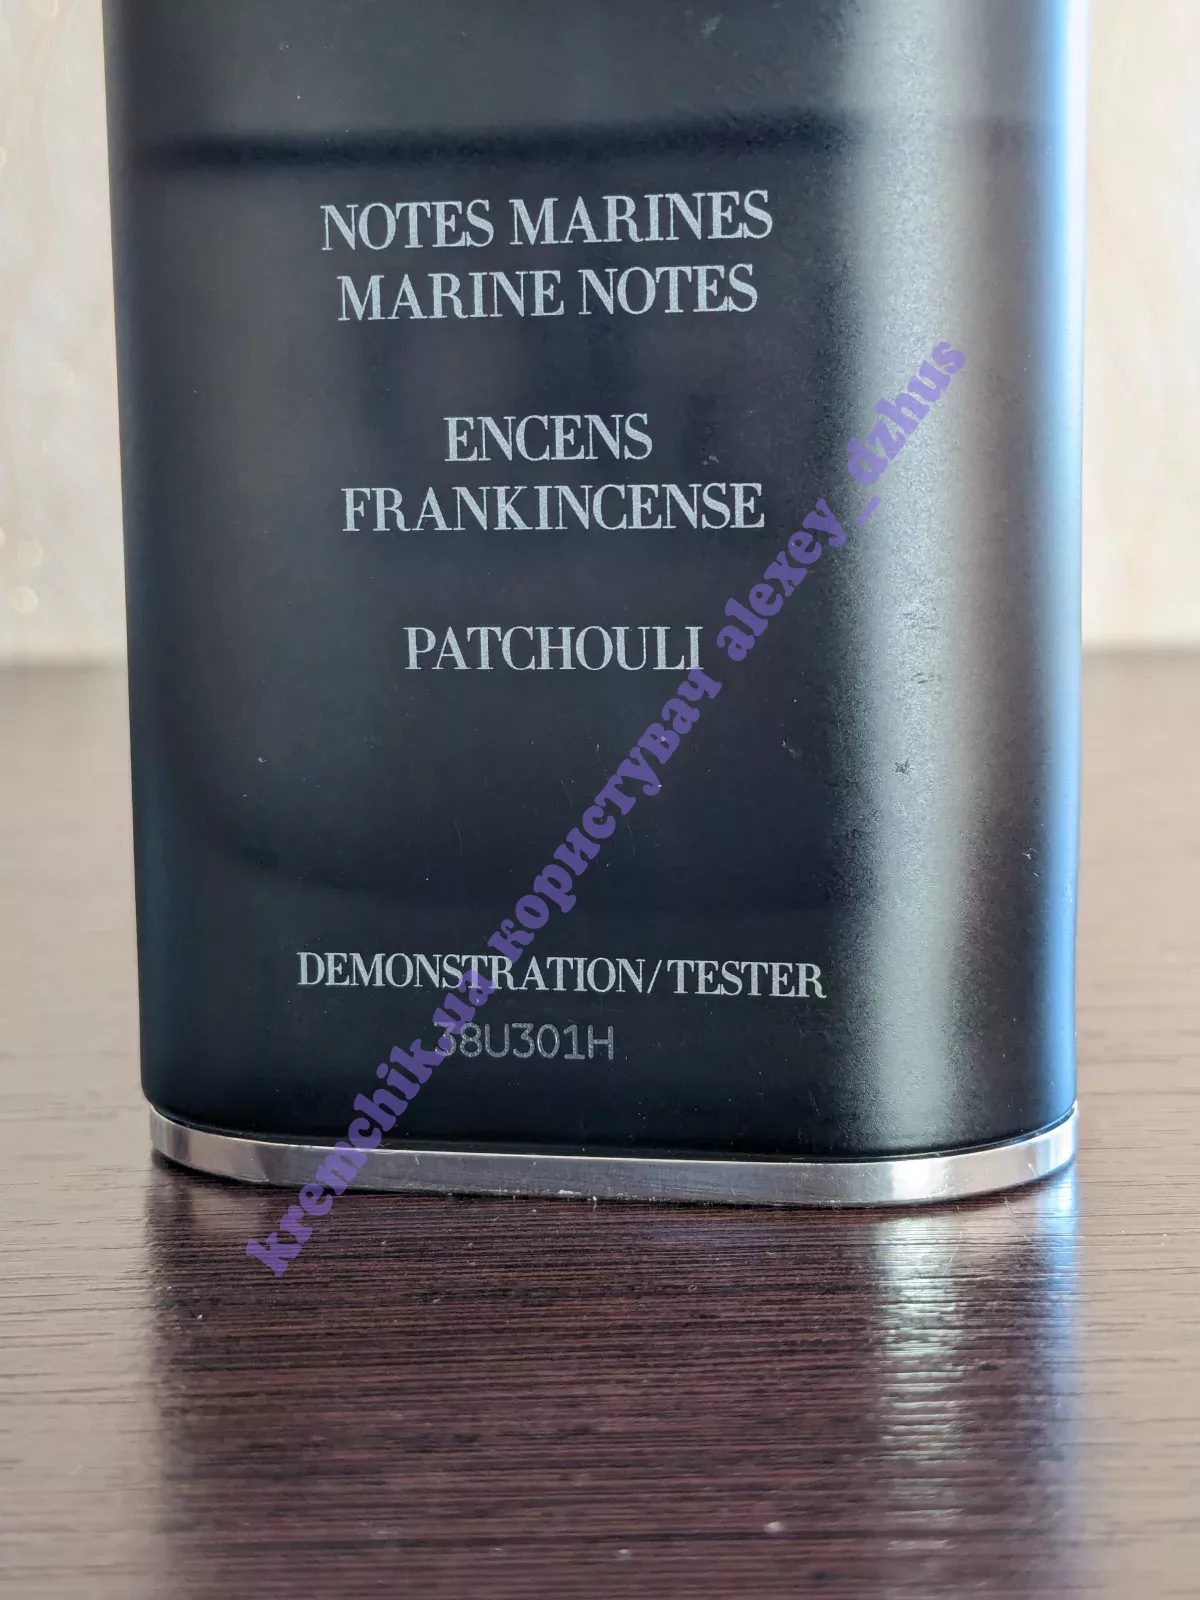 NOTES MARINES
MARINE NOTES
ENCENS
FRANKINCENSE
PATCHOULI
DEMONSTRATION/TESTER
38U301H
kremchik.ua користувач alexey_dzhus